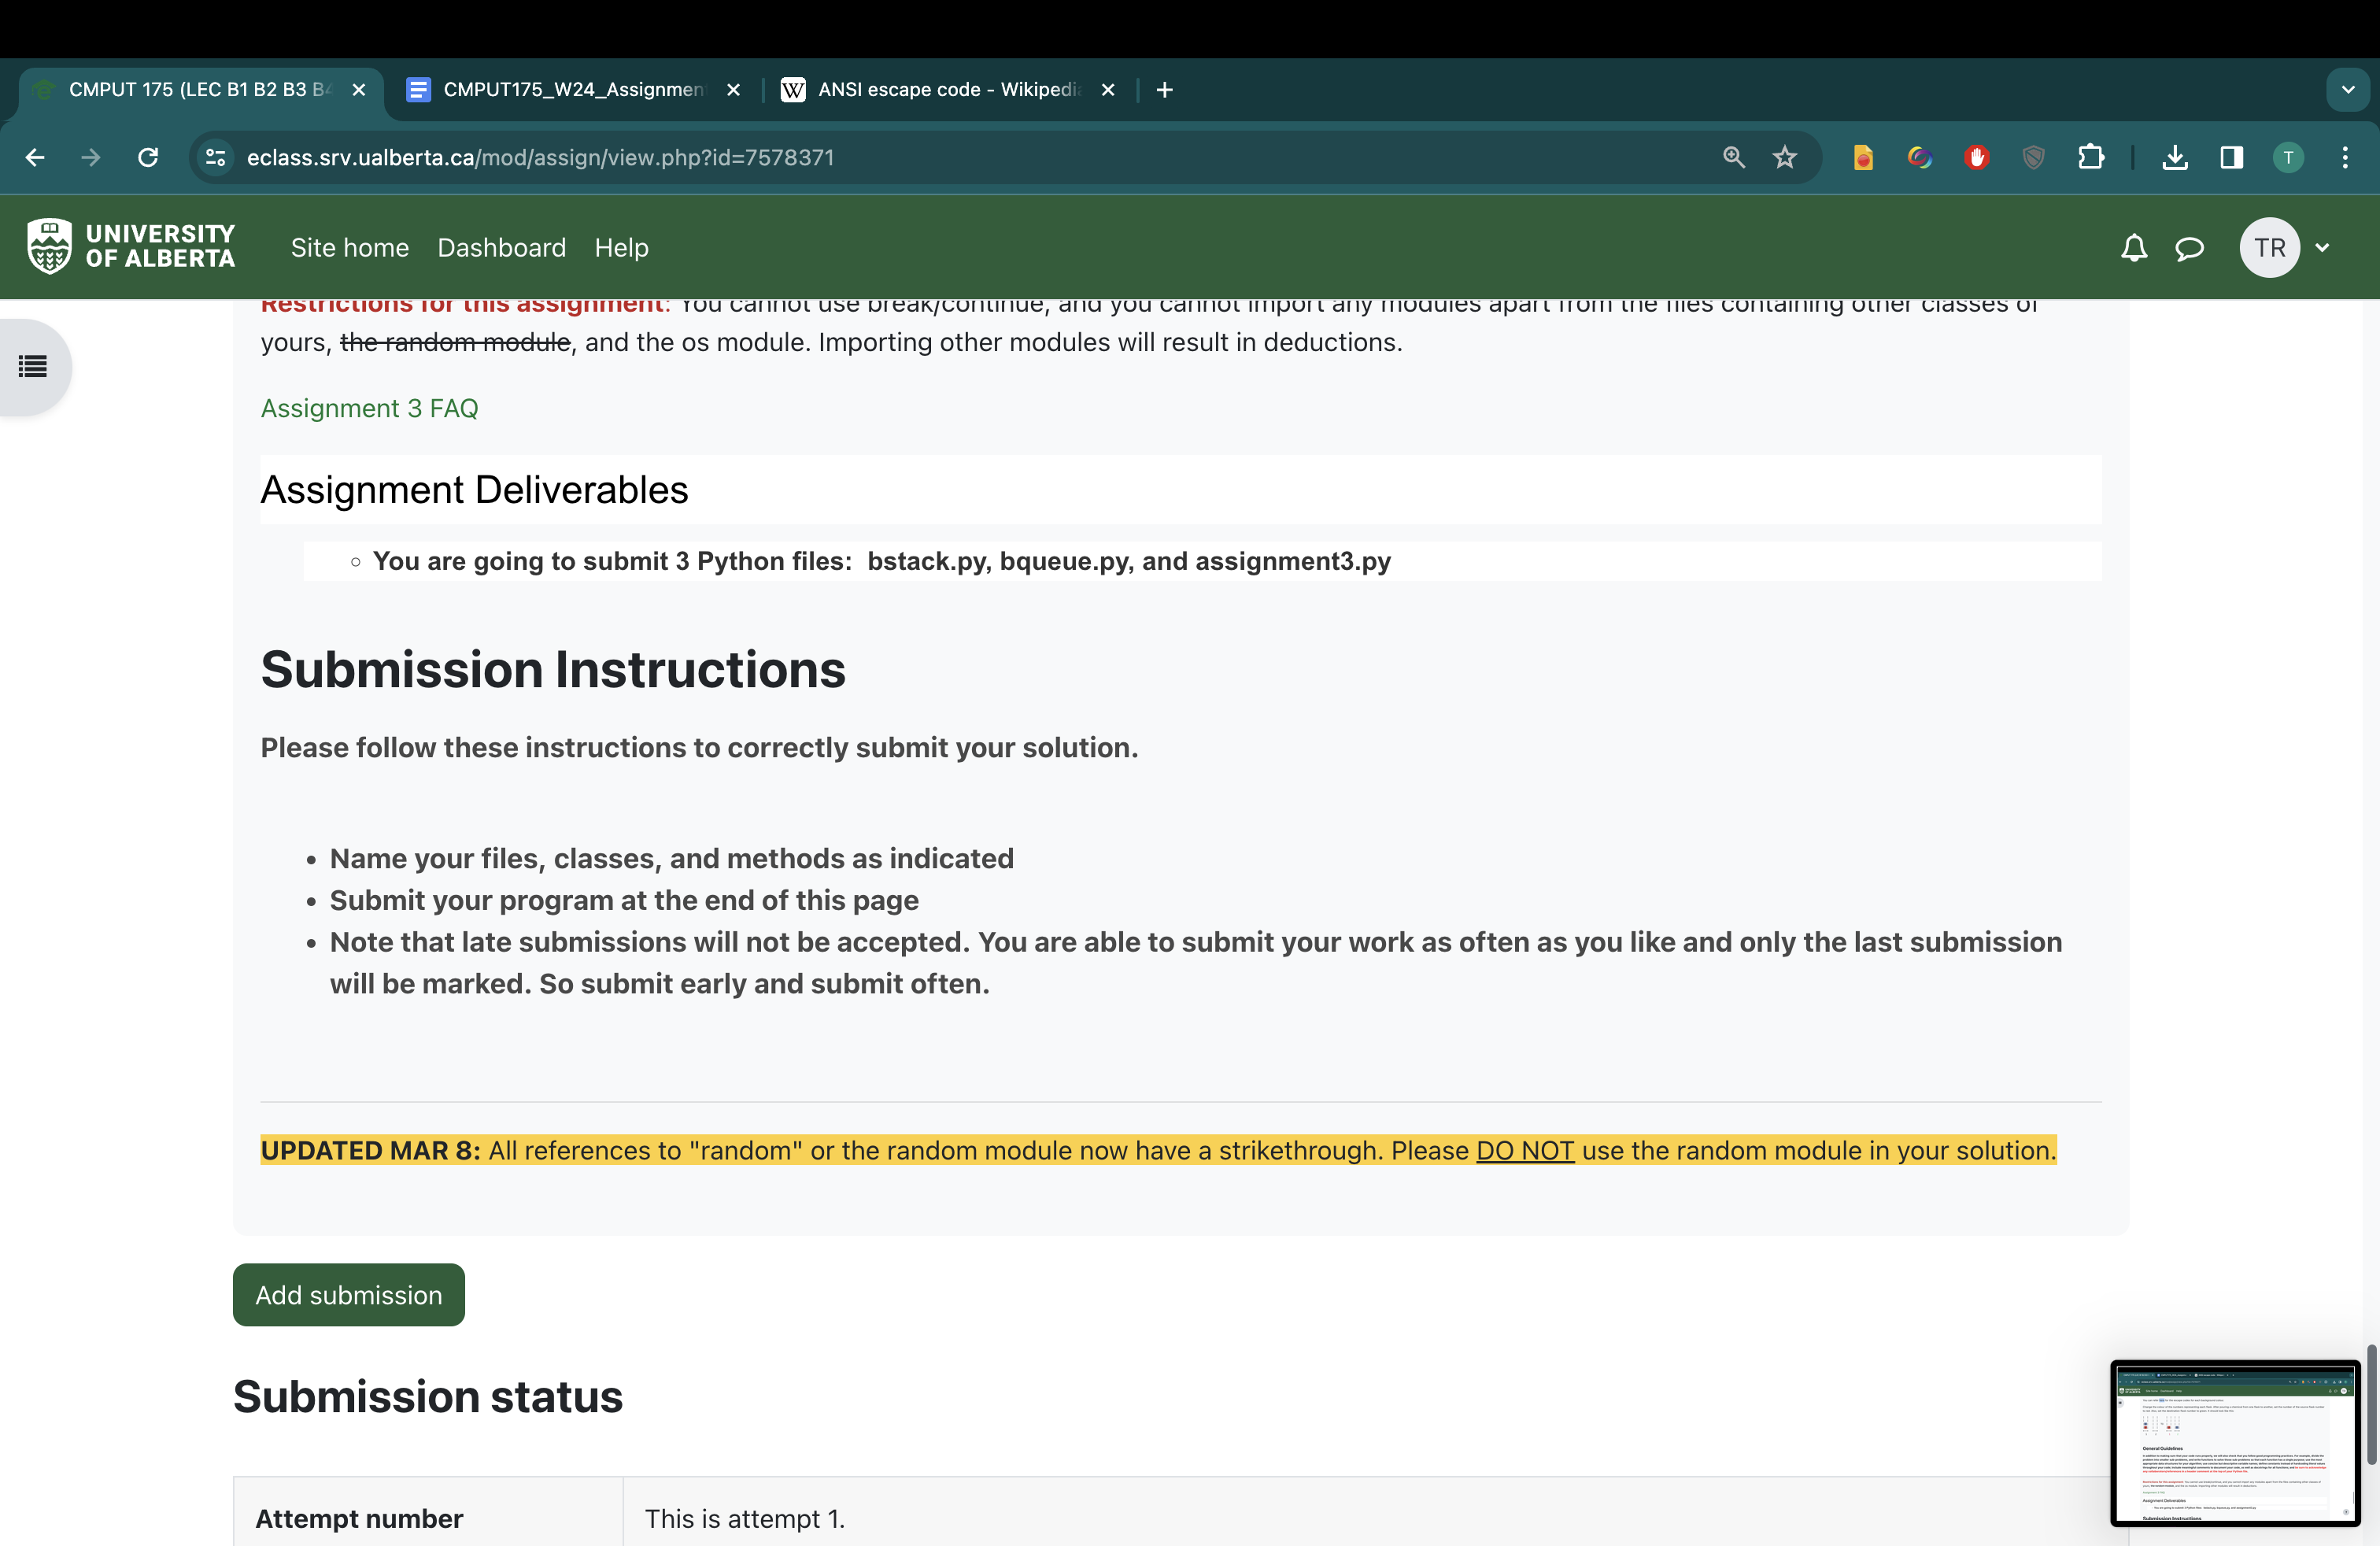 CMPUT 175 (LEC B1 B2 B3 B4
CMPUT175_W24_Assignmen
ANSI escape code - Wikipedia
eclass.srv.ualberta.ca/mod/assign/view.php?id=7578371
T
UNIVERSITY
OF ALBERTA
Site home Dashboard Help
TR
Restrictions for this assignment: You cannot use break/continue, and you cannot import any modules apart from the files containing other classes of
yours, the random module, and the os module. Importing other modules will result in deductions.
Assignment 3 FAQ
Assignment Deliverables
You are going to submit 3 Python files: bstack.py, bqueue.py, and assignment3.py
Submission Instructions
Please follow these instructions to correctly submit your solution.
Name your files, classes, and methods as indicated
Submit your program at the end of this page
Note that late submissions will not be accepted. You are able to submit your work as often as you like and only the last submission
will be marked. So submit early and submit often.
UPDATED MAR 8: All references to "random" or the random module now have a strikethrough. Please DO NOT use the random module in your solution.
Add submission
Submission status
Attempt number This is attempt 1.
General Guidelines
Assignment Deliverables
Submission Instructions